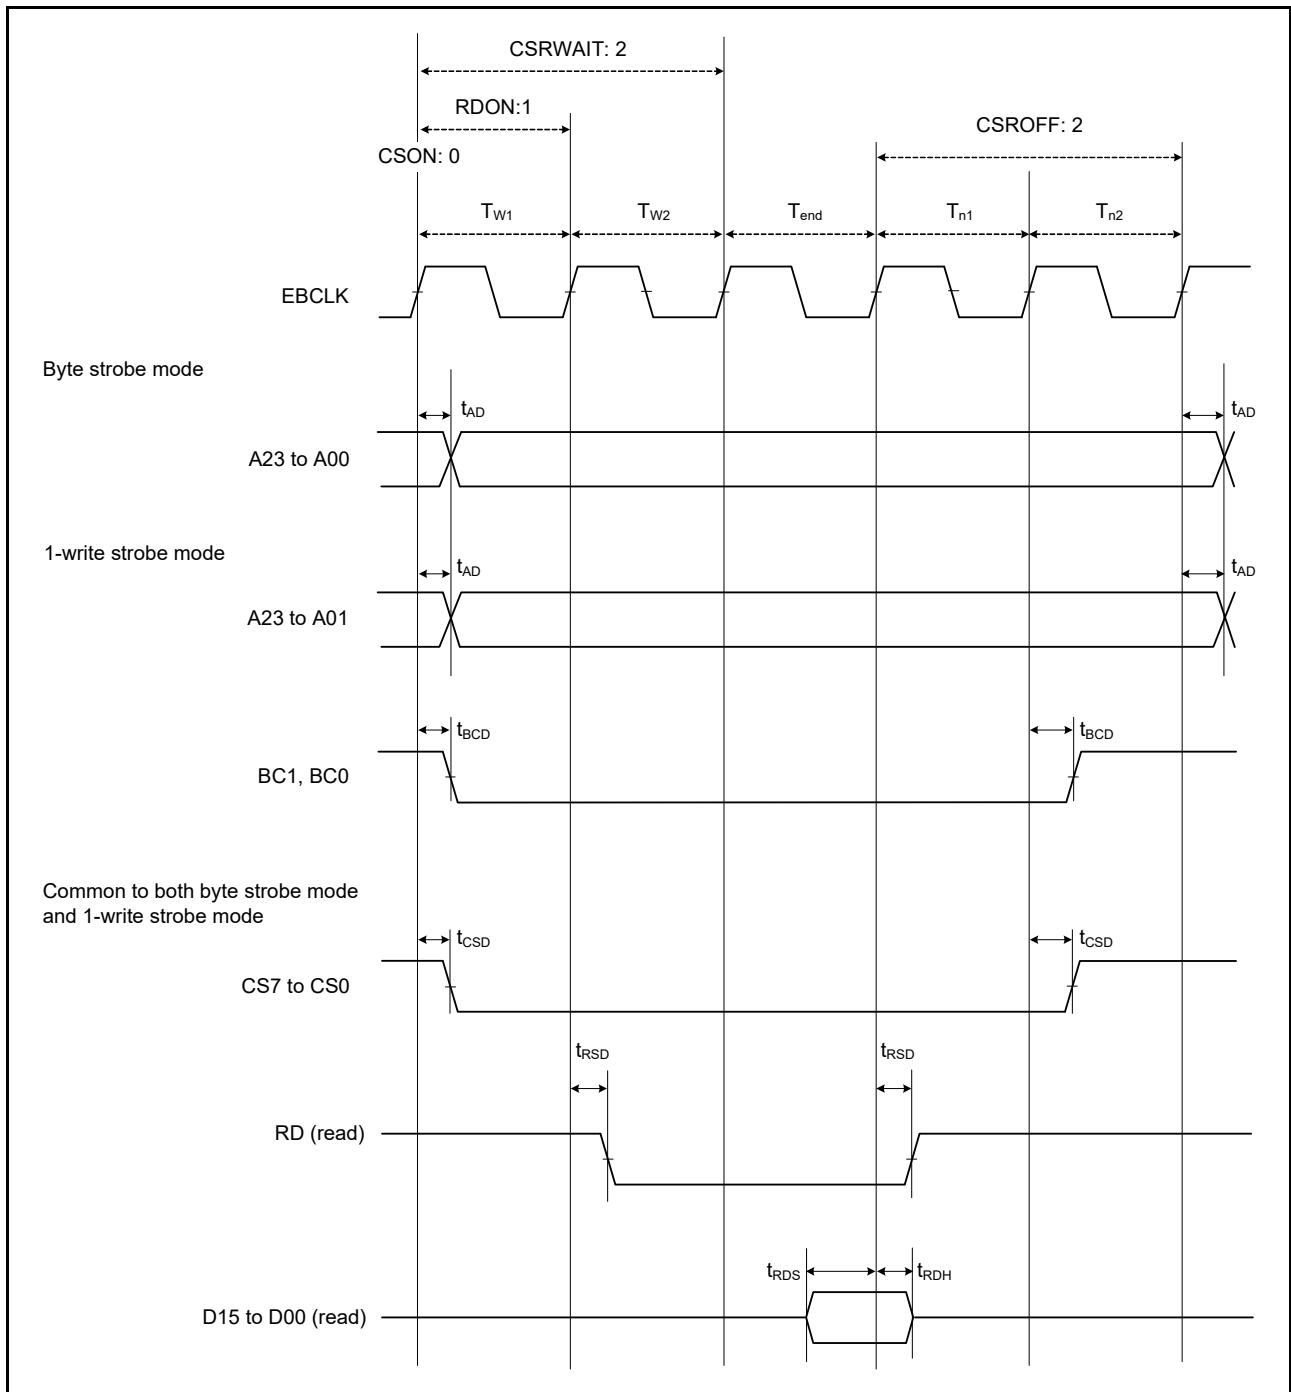 CSRWAIT: 2
RDON:1
CSROFF: 2
CSON: 0
TW1 TW2 Tend Tn1 Tn2
EBCLK
Byte strobe mode
tAD tAD
A23 to A00
1-write strobe mode
tAD tAD
A23 to A01
tBCD tBCD
BC1, BC0
Common to both byte strobe mode
and 1-write strobe mode
tCSD tCSD
CS7 to CS0
tRSD tRSD
RD (read)
tRDS tRDH
D15 to D00 (read)